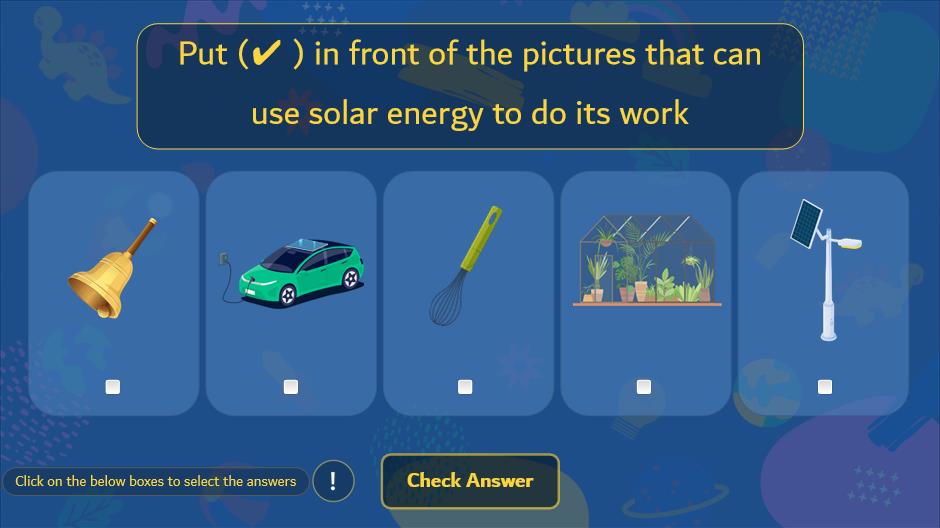 Put (✔ ) in front of the pictures that can
use solar energy to do its work
Click on the below boxes to select the answers
!
Check Answer